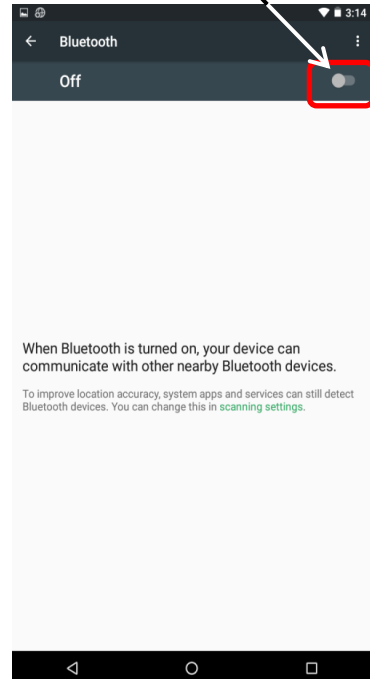 3:14
Bluetooth
Off
When Bluetooth is turned on, your device can
communicate with other nearby Bluetooth devices.
To improve location accuracy, system apps and services can still detect
Bluetooth devices. You can change this in scanning settings.